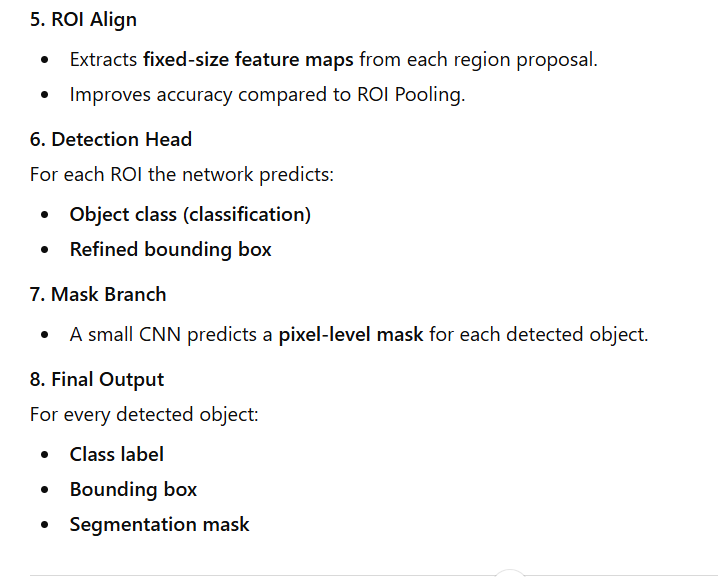 5. ROI Align
• Extracts fixed-size feature maps from each region proposal.
• Improves accuracy compared to ROI Pooling.
6. Detection Head
For each ROI the network predicts:
• Object class (classification)
• Refined bounding box
7. Mask Branch
• A small CNN predicts a pixel-level mask for each detected object.
8. Final Output
For every detected object:
• Class label
• Bounding box
• Segmentation mask